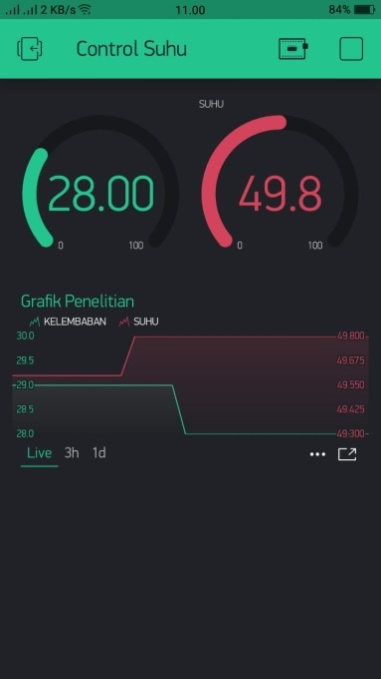 2 KB/s 11.00 84%
Control Suhu
SUHU
28.00 49.8
0 100 0 100
Grafik Penelitian
KELEMBABAN SUHU
30.0 49.800
29.5 49.675
29.0 49.550
28.5 49.425
28.0 49.300
Live 3h 1d